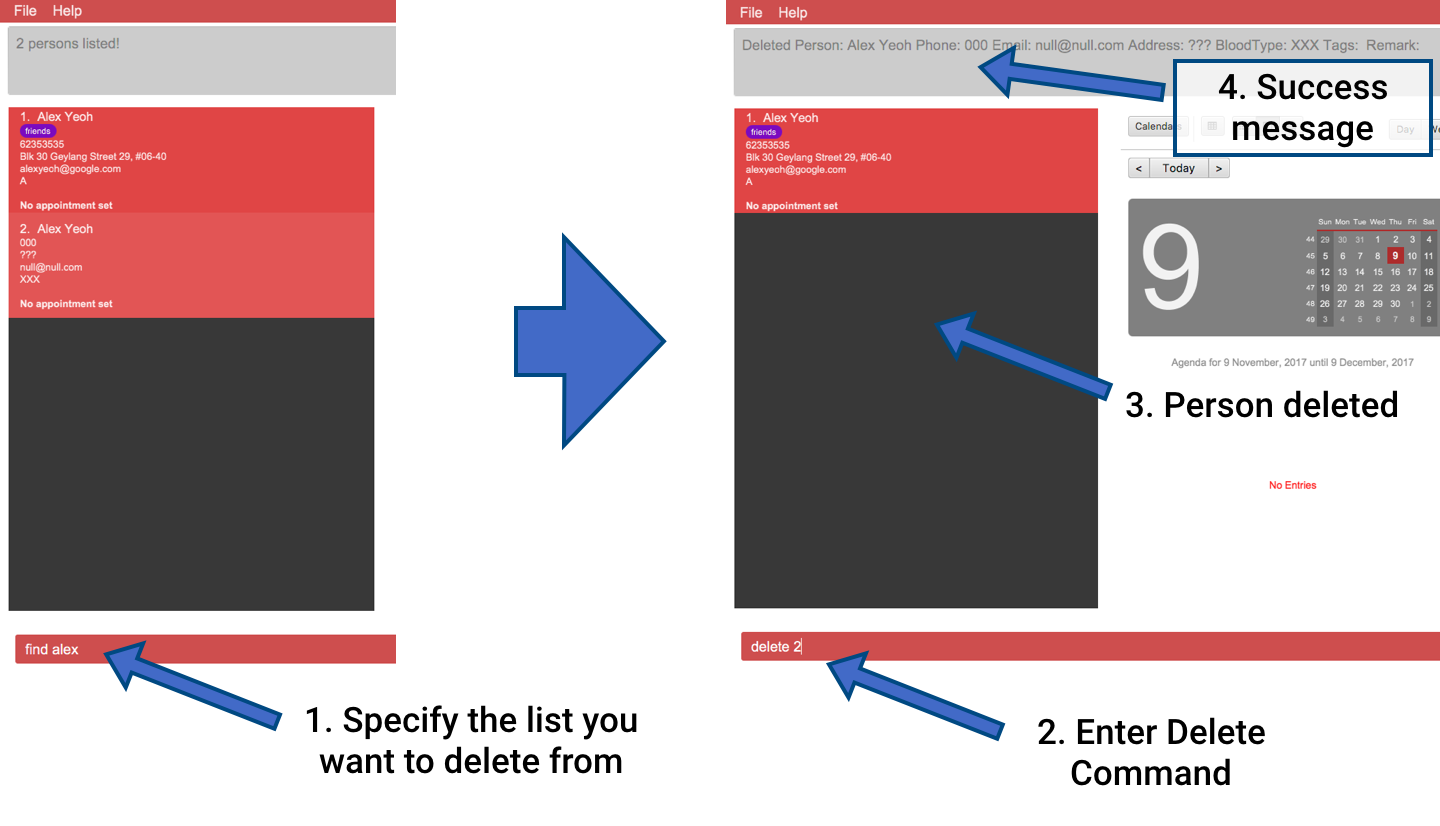 File Help
2 persons listed!
1. Alex Yeoh
friends
62353535
Blk 30 Geylang Street 29, #06-40
alexyeoh@google.com
A
No appointment set
2. Alex Yeoh
000
???
null@null.com
XXX
No appointment set
find alex
1. Specify the list you
want to delete from
File Help
Deleted Person: Alex Yeoh Phone: 000 Email: null@null.com Address: ??? BloodType: XXX Tags: Remark:
4. Success
message
1. Alex Yeoh
friends
62353535
Blk 30 Geylang Street 29, #06-40
alexyeoh@google.com
A
No appointment set
Calendars
Day
< Today >
9
Sun Mon Tue Wed Thu Fri Sat
44 29 30 31 1 2 3 4
45 5 6 7 8 9 10 11
46 12 13 14 15 16 17 18
47 19 20 21 22 23 24 25
48 26 27 28 29 30 1 2
49 3 4 5 6 7 8 9
Agenda for 9 November, 2017 until 9 December, 2017
3. Person deleted
No Entries
delete 2
2. Enter Delete
Command